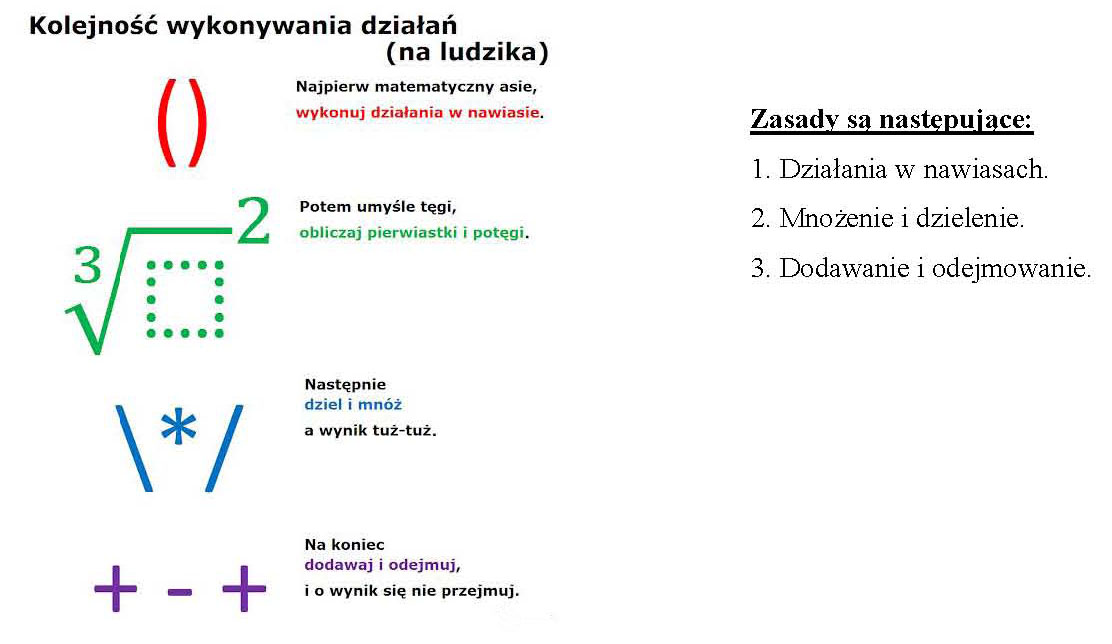 Kolejność wykonywania działań
(na ludzika)
()
Najpierw matematyczny asie,
wykonuj działania w nawiasie.
3 √ 2
Potem umyśle tęgi,
obliczaj pierwiastki i potęgi.
\ * /
Następnie
dziel i mnóż
a wynik tuż-tuż.
+ - +
Na koniec
dodawaj i odejmuj,
i o wynik się nie przejmuj.
Zasady są następujące:
1. Działania w nawiasach.
2. Mnożenie i dzielenie.
3. Dodawanie i odejmowanie.